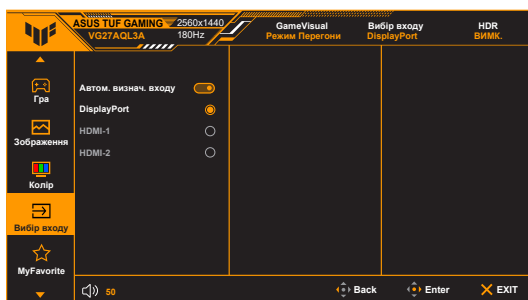 ASUS TUF GAMING 2560x1440
VG27AQL3A 180Hz
GameVisual
Режим Перегони
Вибір входу
DisplayPort
HDR
ВИМК.
Гра
Зображення
Колір
Вибір входу
MyFavorite
Автом. визнач. входу
DisplayPort
HDMI-1
HDMI-2
50
Back
Enter
EXIT